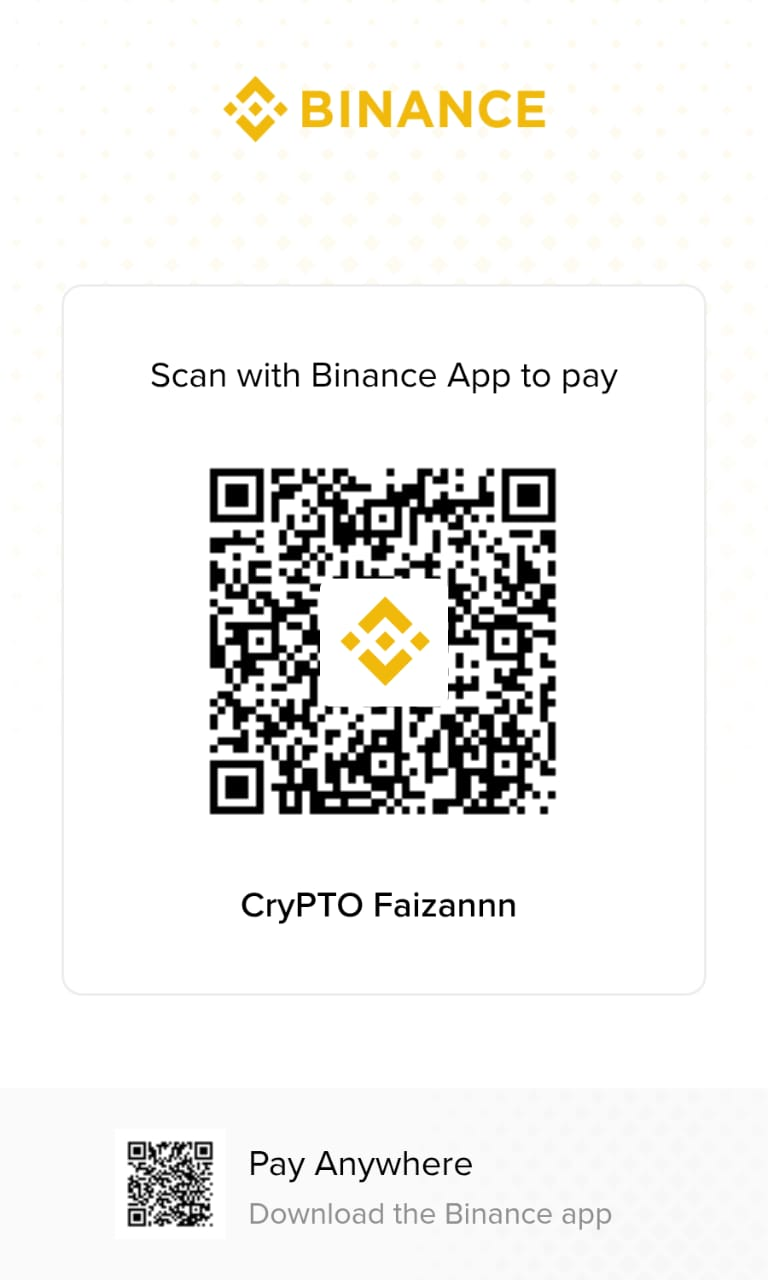 BINANCE
Scan with Binance App to pay
CryPTO Faizannn
Pay Anywhere
Download the Binance app